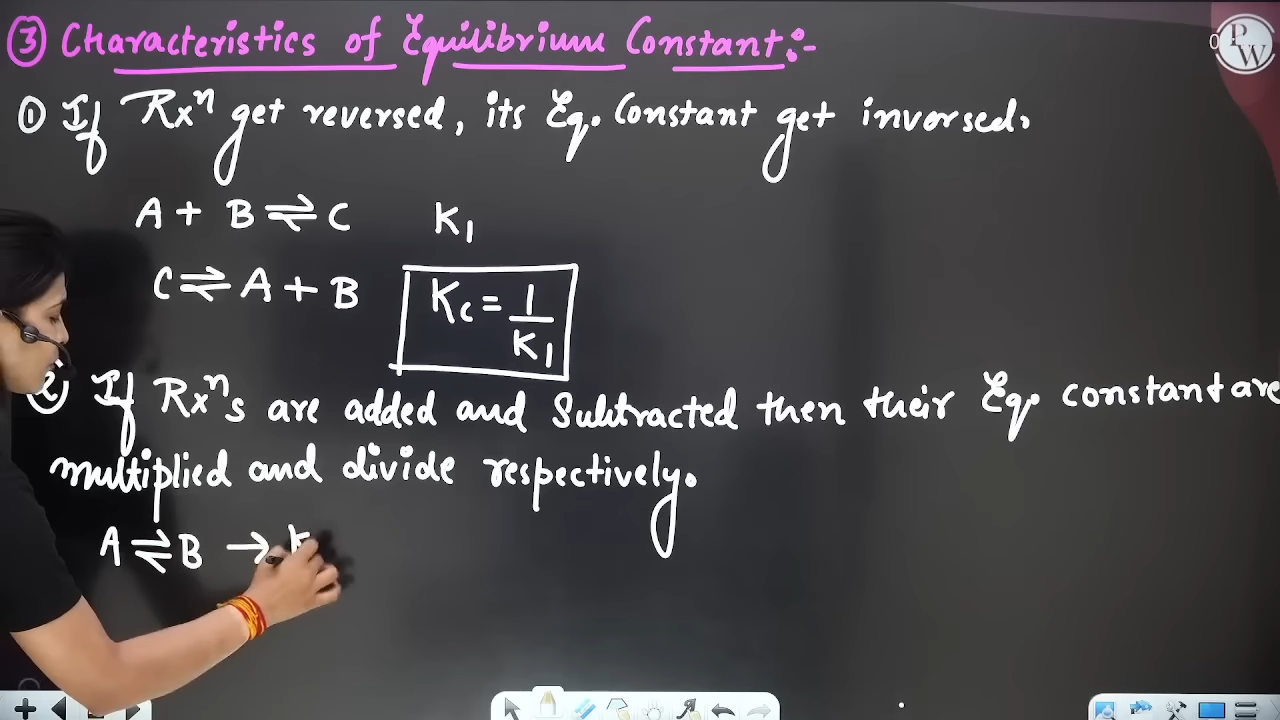 ③ Characteristics of Equilibrium Constant:-
① If Rxⁿ get reversed, its Eq. Constant get inversed.
A + B ⇌ C K₁
C ⇌ A + B Kc = 1/K₁
② If Rxⁿs are added and Subtracted then their Eq. constant are
multiplied and divide respectively.
A ⇌ B → K
PW